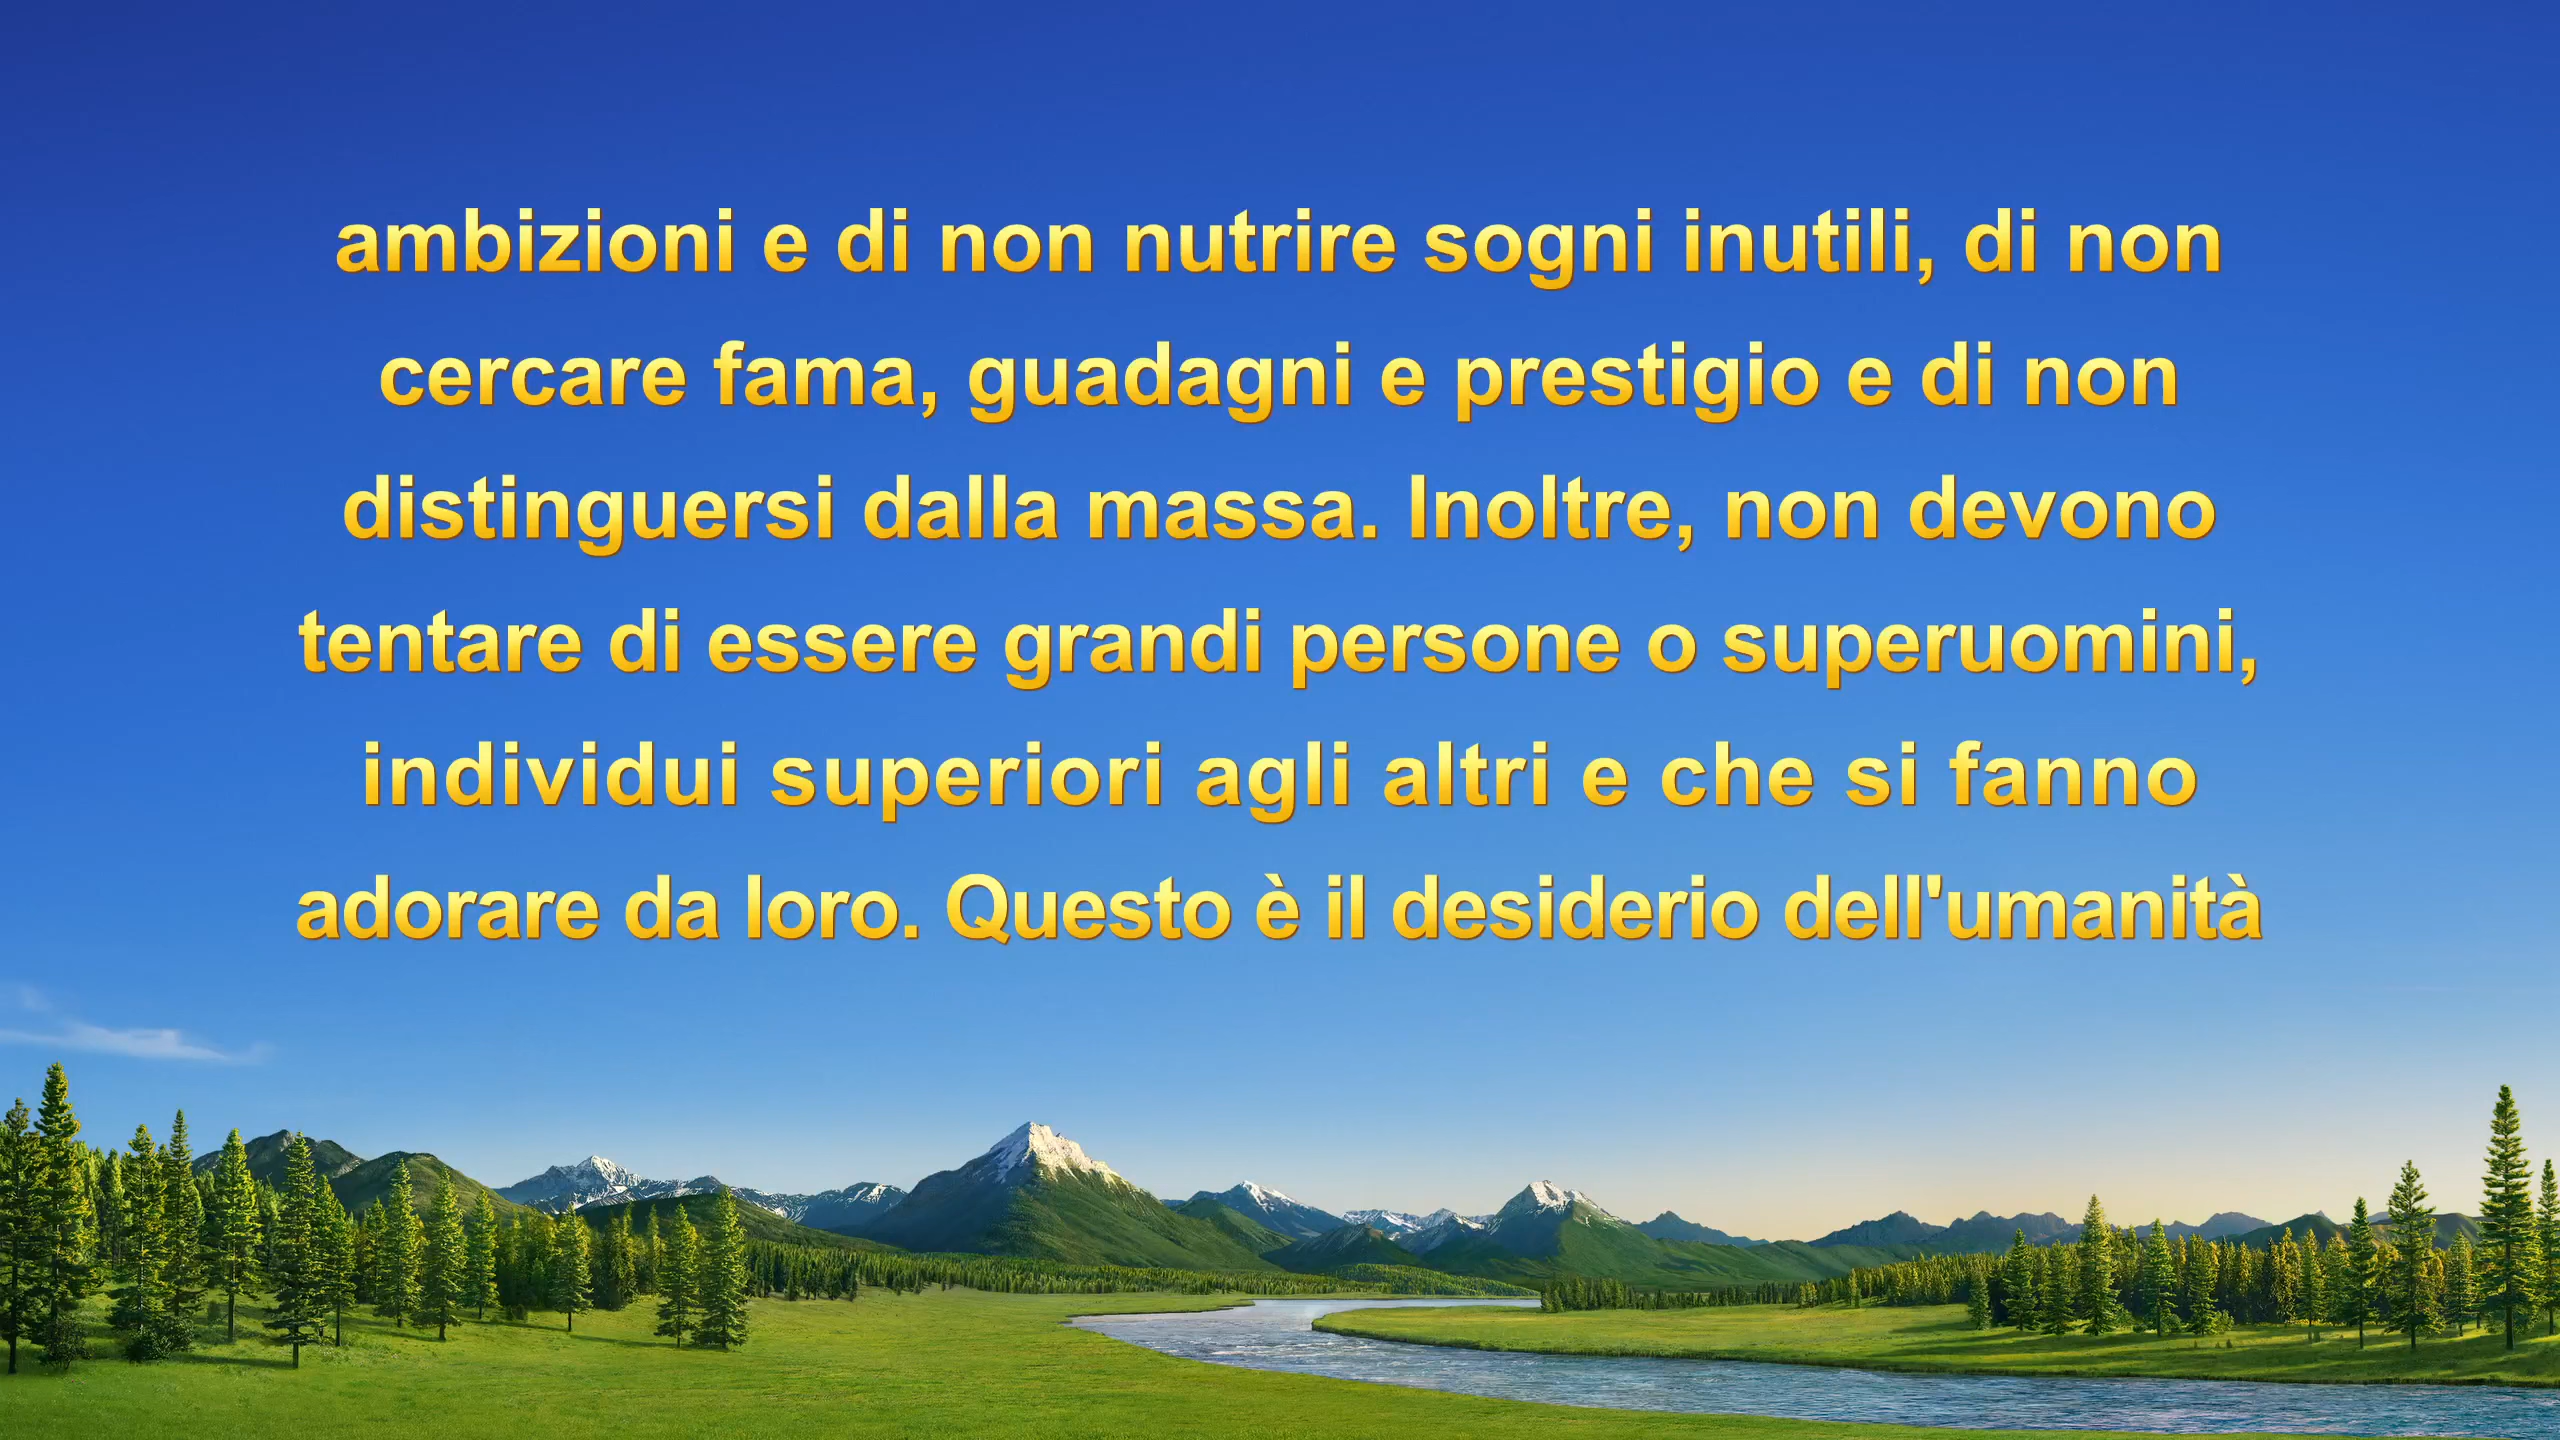 ambizioni e di non nutrire sogni inutili, di non
cercare fama, guadagni e prestigio e di non
distinguersi dalla massa. Inoltre, non devono
tentare di essere grandi persone o superuomini,
individui superiori agli altri e che si fanno
adorare da loro. Questo è il desiderio dell'umanità